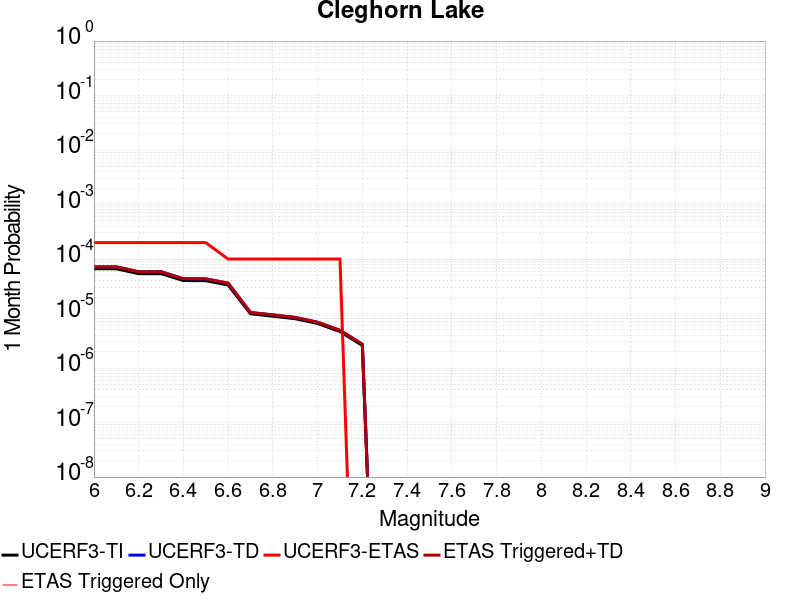 Cleghorn Lake
10^0
10^-1
10^-2
10^-3
10^-4
10^-5
10^-6
10^-7
10^-8
1 Month Probability
6 6.2 6.4 6.6 6.8 7 7.2 7.4 7.6 7.8 8 8.2 8.4 8.6 8.8 9
Magnitude
UCERF3-TI UCERF3-TD UCERF3-ETAS ETAS Triggered+TD
ETAS Triggered Only